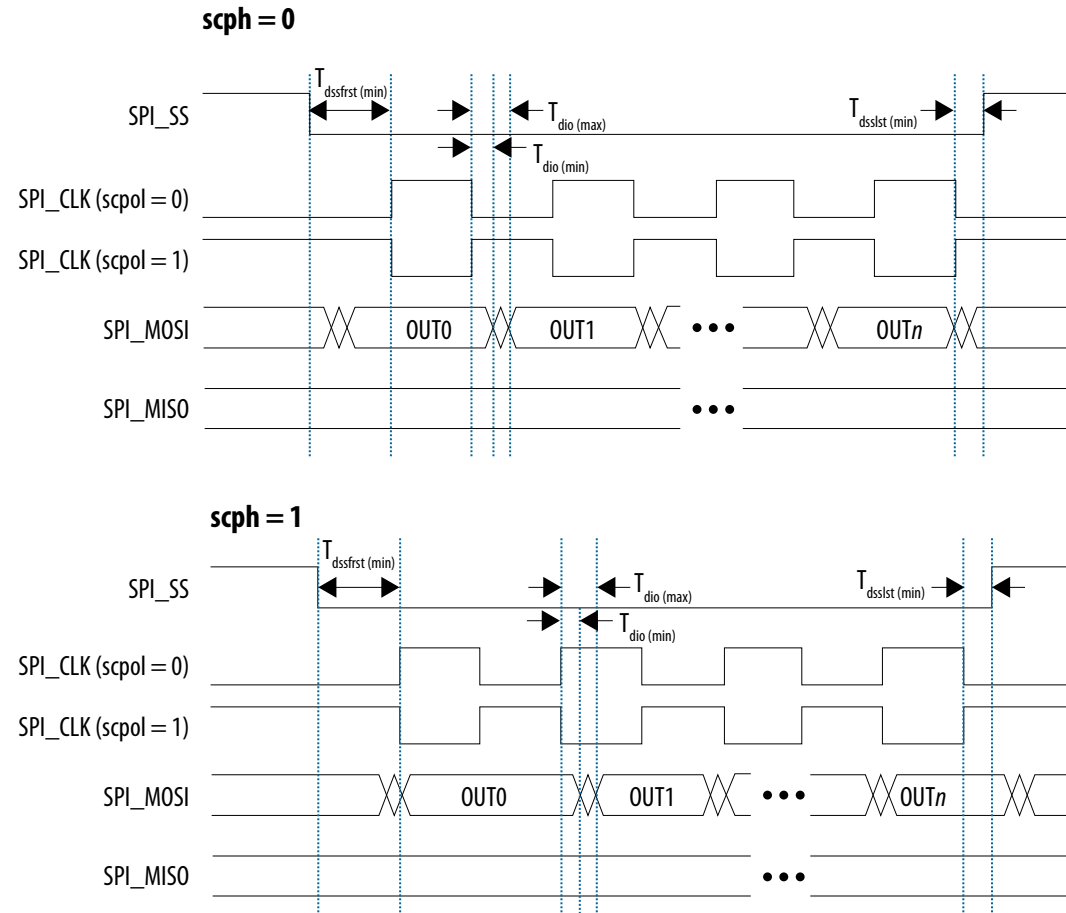 scph = 0
T dssfrst (min)
SPI_SS
T dio (max)
T dsslst (min)
T dio (min)
SPI_CLK (scpol = 0)
SPI_CLK (scpol = 1)
SPI_MOSI
OUT0
OUT1
•••
OUTn
SPI_MISO
•••
scph = 1
T dssfrst (min)
SPI_SS
T dio (max)
T dsslst (min)
T dio (min)
SPI_CLK (scpol = 0)
SPI_CLK (scpol = 1)
SPI_MOSI
OUT0
OUT1
•••
OUTn
SPI_MISO
•••